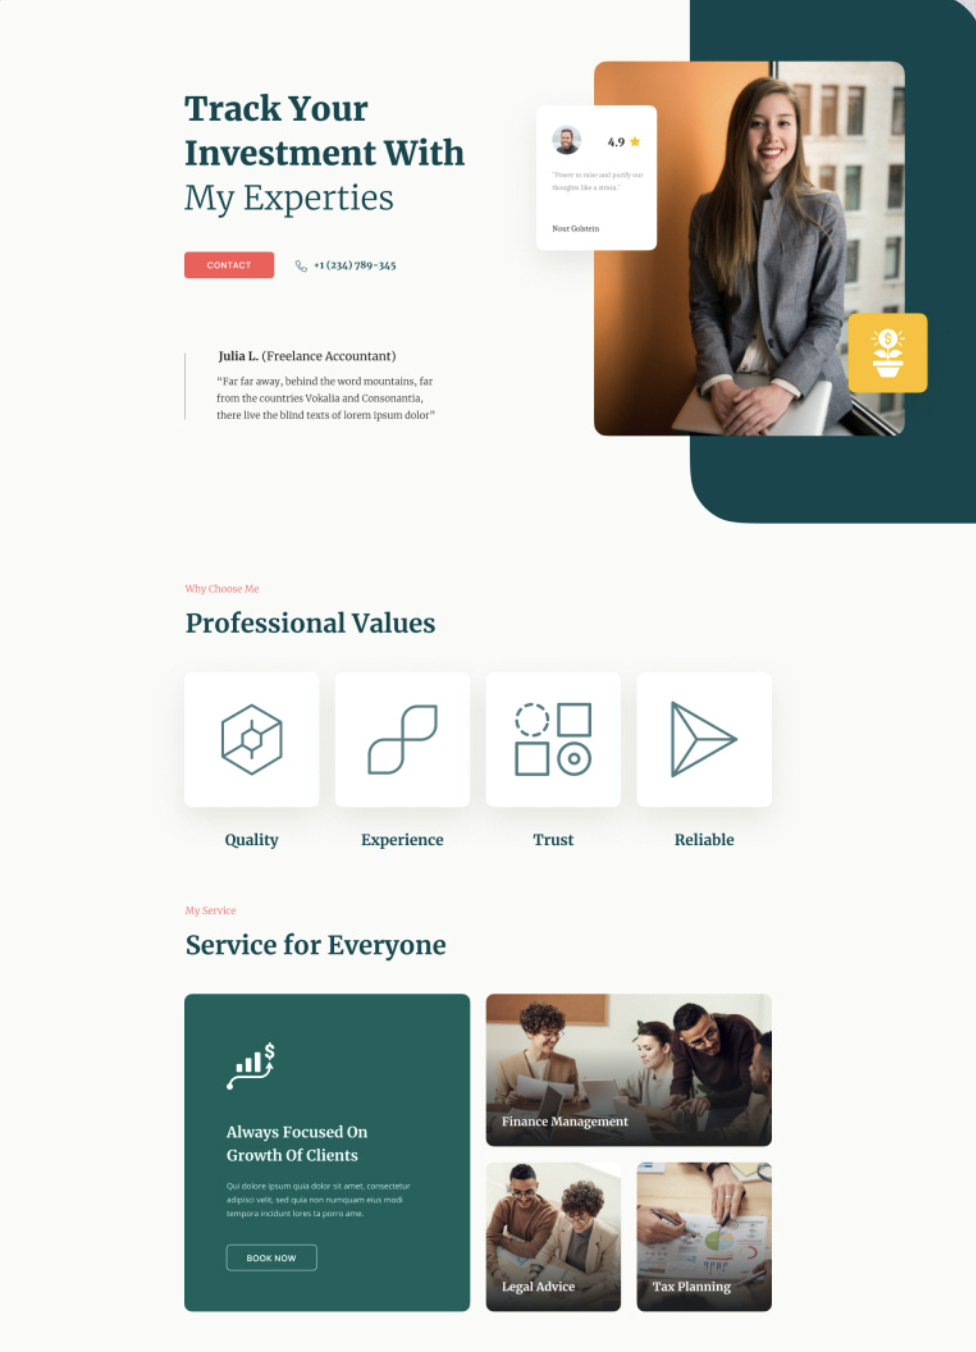 Track Your
Investment With
My Experties
CONTACT
+1 (234) 789-345
4.9
"Power to raise and purify our
thoughts like a strain."
Nour Golstein
Julia L. (Freelance Accountant)
“Far far away, behind the word mountains, far
from the countries Vokalia and Consonantia,
there live the blind texts of lorem ipsum dolor”
Why Choose Me
Professional Values
Quality
Experience
Trust
Reliable
My Service
Service for Everyone
Always Focused On
Growth Of Clients
Qui dolore ipsum quia dolor sit amet, consectetur
adipisci velit, sed quia non numquam eius modi
tempora incidunt lores ta porro ame.
BOOK NOW
Finance Management
Legal Advice
Tax Planning